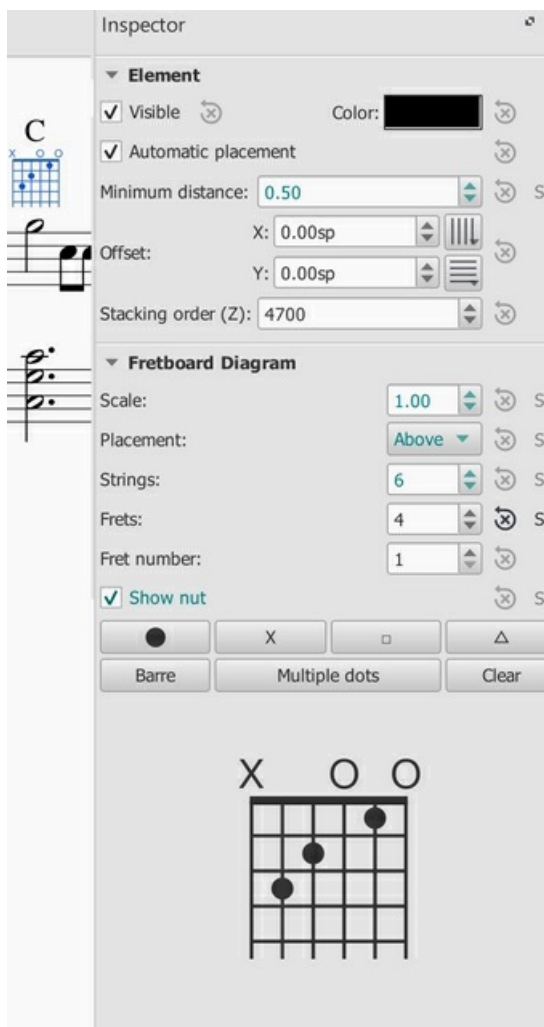 Inspector
Element
Visible Color:
Automatic placement
C
X O O
Minimum distance: 0.50 S
X: 0.00sp
Offset:
Y: 0.00sp
Stacking order (Z): 4700
Fretboard Diagram
Scale: 1.00 S
Placement: Above S
Strings: 6 S
Frets: 4 S
Fret number: 1
Show nut S
X
Barre Multiple dots Clear
X O O